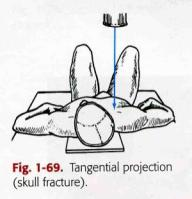 Fig. 1-69. Tangential projection
(skull fracture).